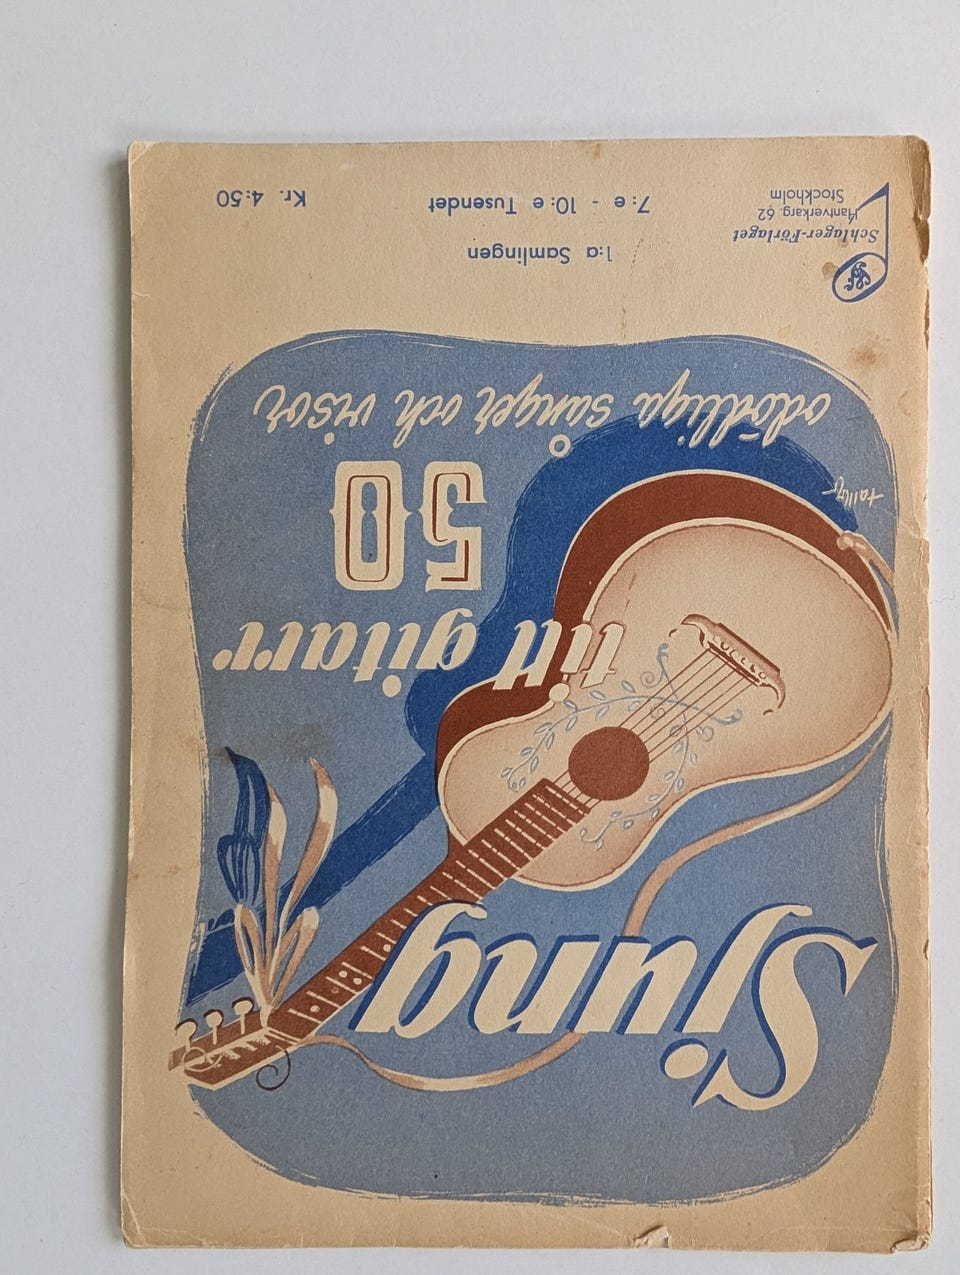 Sjung
till gitarr
50
odödliga sånger och visor
Schlager-Förlaget
Hantverkarg. 62
Stockholm
1:a Samlingen
7:e - 10:e Tusendet
Kr. 4:50